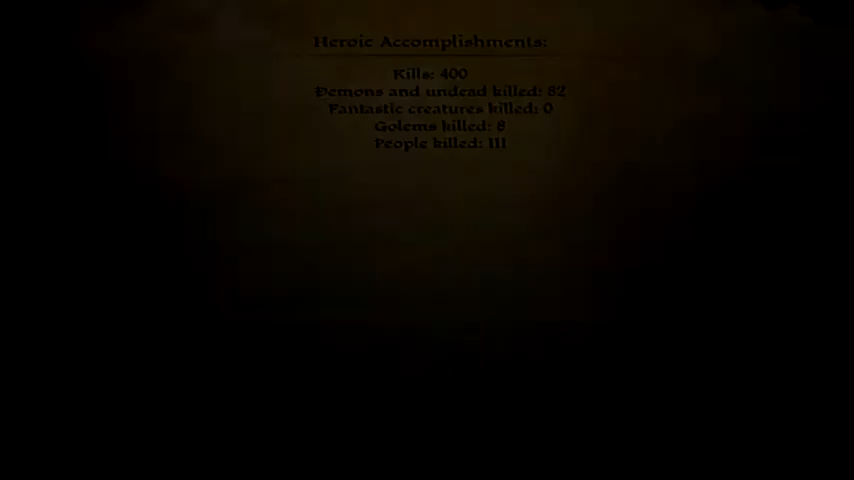 Heroic Accomplishments:
Kills: 400
Demons and undead killed: 82
Fantastic creatures killed: 0
Golems killed: 8
People killed: 111